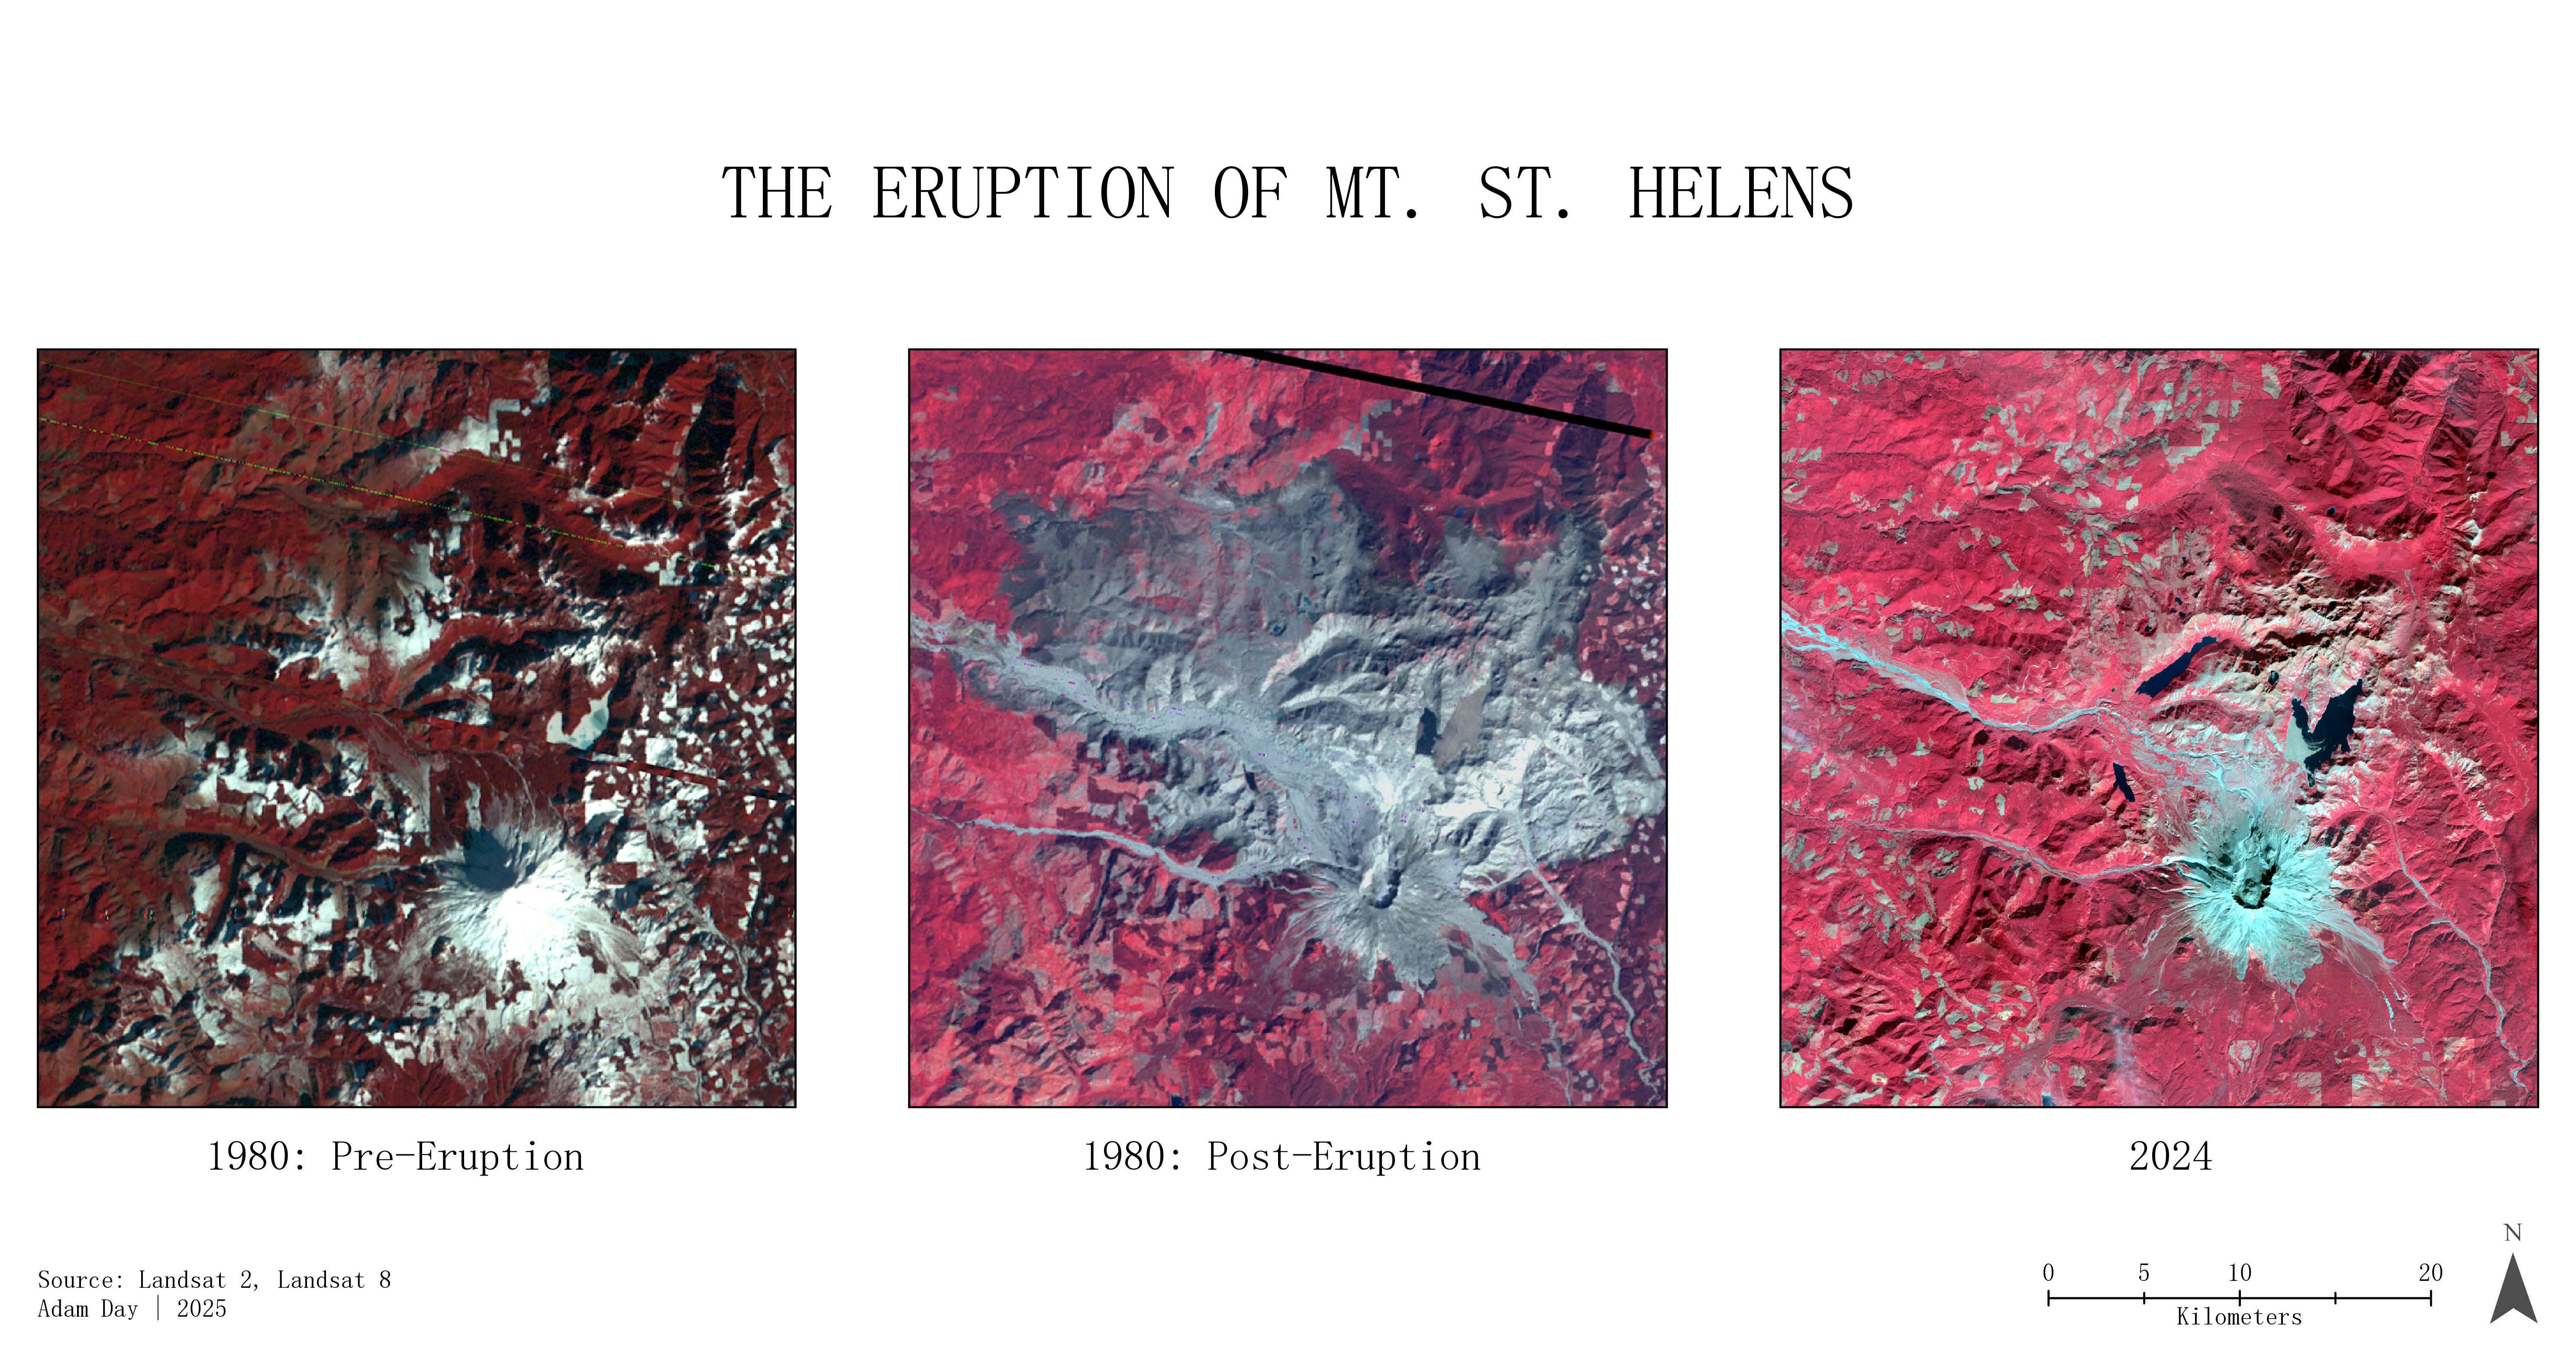 THE ERUPTION OF MT. ST. HELENS
1980: Pre-Eruption
1980: Post-Eruption
2024
Source: Landsat 2, Landsat 8
Adam Day | 2025
0 5 10 20
Kilometers
N